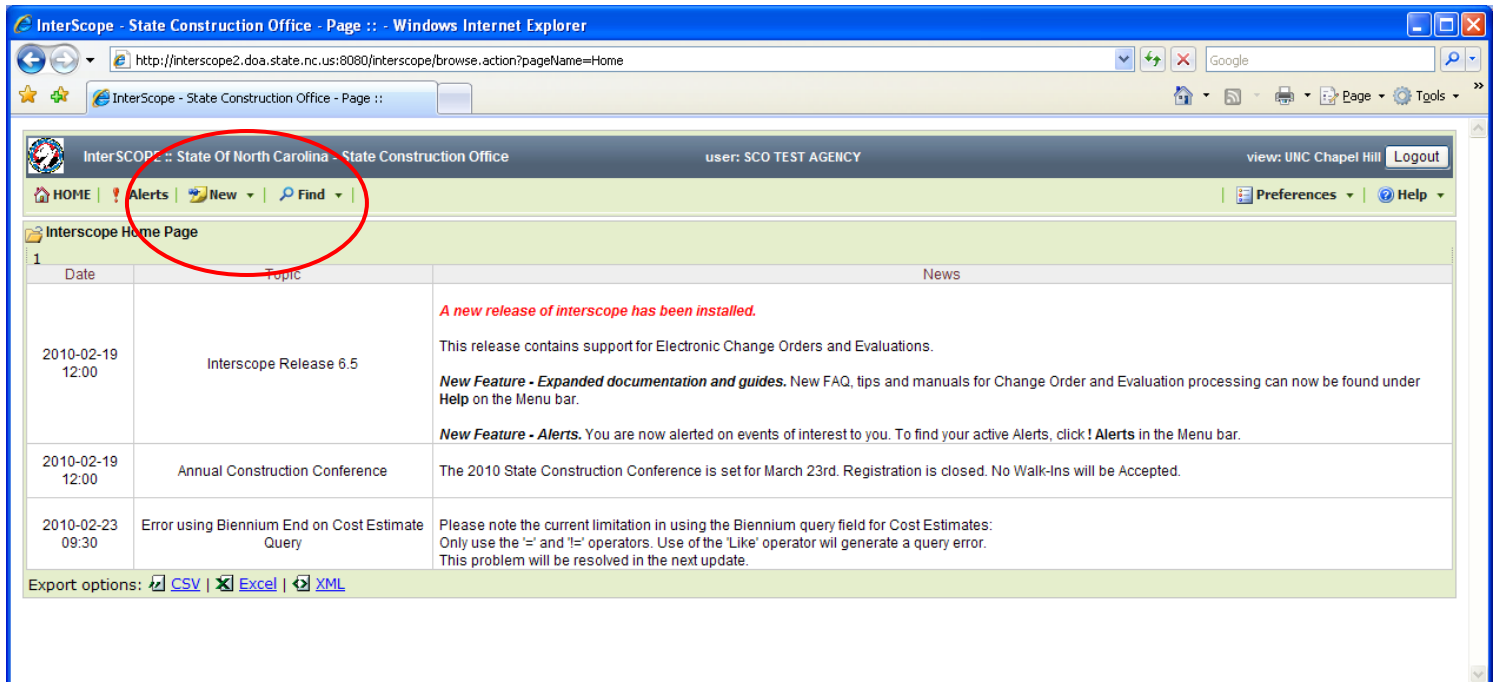 InterScope - State Construction Office - Page :: - Windows Internet Explorer
http://interscope2.doa.state.nc.us:8080/interscope/browse.action?pageName=Home
Google
InterScope - State Construction Office - Page ::
Page
Tools
»
InterSCOPE :: State Of North Carolina - State Construction Office
user: SCO TEST AGENCY
view: UNC Chapel Hill Logout
HOME | ! Alerts | New | Find |
| Preferences | Help
Interscope Home Page
1
Date Topic News
A new release of interscope has been installed.
This release contains support for Electronic Change Orders and Evaluations.
2010-02-19
12:00
Interscope Release 6.5
New Feature - Expanded documentation and guides. New FAQ, tips and manuals for Change Order and Evaluation processing can now be found under
Help on the Menu bar.
New Feature - Alerts. You are now alerted on events of interest to you. To find your active Alerts, click ! Alerts in the Menu bar.
2010-02-19
12:00
Annual Construction Conference
The 2010 State Construction Conference is set for March 23rd. Registration is closed. No Walk-Ins will be Accepted.
2010-02-23
09:30
Error using Biennium End on Cost Estimate
Query
Please note the current limitation in using the Biennium query field for Cost Estimates:
Only use the '=' and '!=' operators. Use of the 'Like' operator wil generate a query error.
This problem will be resolved in the next update.
Export options: CSV | Excel | XML